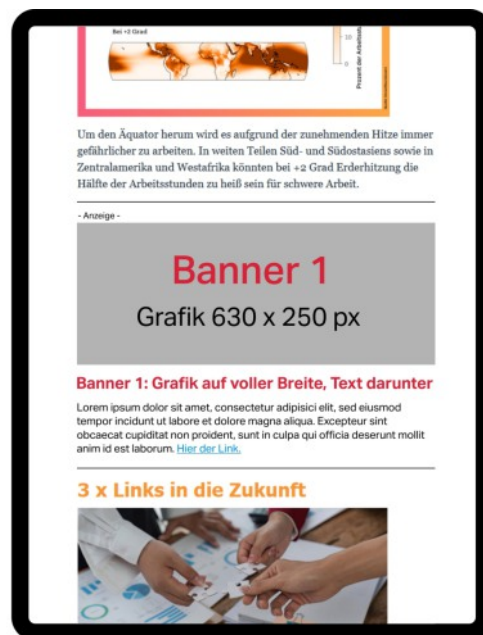 Bei +2 Grad
10
0
Prozent der Arbeitsstu
Um den Äquator herum wird es aufgrund der zunehmenden Hitze immer
gefährlicher zu arbeiten. In weiten Teilen Süd- und Südostasiens sowie in
Zentralamerika und Westafrika könnten bei +2 Grad Erderhitzung die
Hälfte der Arbeitsstunden zu heiß sein für schwere Arbeit.
- Anzeige -
Banner 1
Grafik 630 x 250 px
Banner 1: Grafik auf voller Breite, Text darunter
Lorem ipsum dolor sit amet, consectetur adipisici elit, sed eiusmod
tempor incidunt ut labore et dolore magna aliqua. Excepteur sint
obcaecat cupiditat non proident, sunt in culpa qui officia deserunt mollit
anim id est laborum. Hier der Link.
3 x Links in die Zukunft